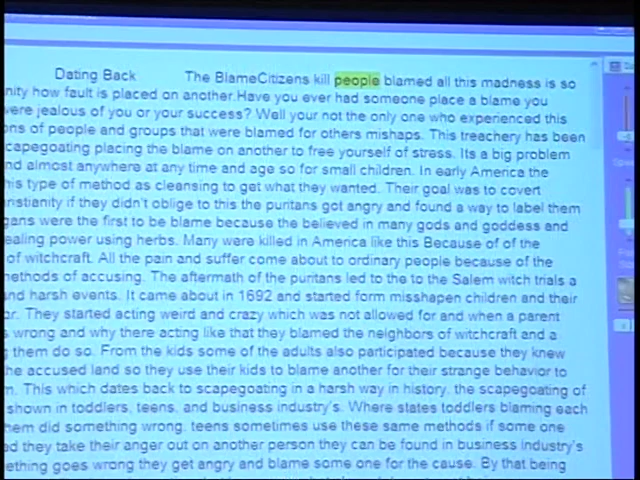 Dating Back The BlameCitizens kill people blamed all this madness is so
nity how fault is placed on another.Have you ever had someone place a blame you
were jealous of you or your success? Well your not the only one who experienced this
ons of people and groups that were blamed for others mishaps. This treachery has been
capegoating placing the blame on another to free yourself of stress. Its a big problem
nd almost anywhere at any time and age so for small children. In early America the
his type of method as cleansing to get what they wanted. Their goal was to covert
nstianity if they didn't oblige to this the puritans got angry and found a way to label them
gans were the first to be blame because the believed in many gods and goddess and
ealing power using herbs. Many were killed in America like this Because of of the
of witchcraft. All the pain and suffer come about to ordinary people because of the
nethods of accusing. The aftermath of the puritans led to the to the Salem witch trials a
nd harsh events. It came about in 1692 and started form misshapen children and their
or. They started acting weird and crazy which was not allowed for and when a parent
s wrong and why there acting like that they blamed the neighbors of witchcraft and a
g them do so. From the kids some of the adults also participated because they knew
he accused land so they use their kids to blame another for their strange behavior to
m. This which dates back to scapegoating in a harsh way in history. the scapegoating of
shown in toddlers, teens, and business industry's. Where states toddlers blaming each
hem did something wrong. teens sometimes use these same methods if some one
d they take their anger out on another person they can be found in business industry's
ething goes wrong they get angry and blame some one for the cause. By that being